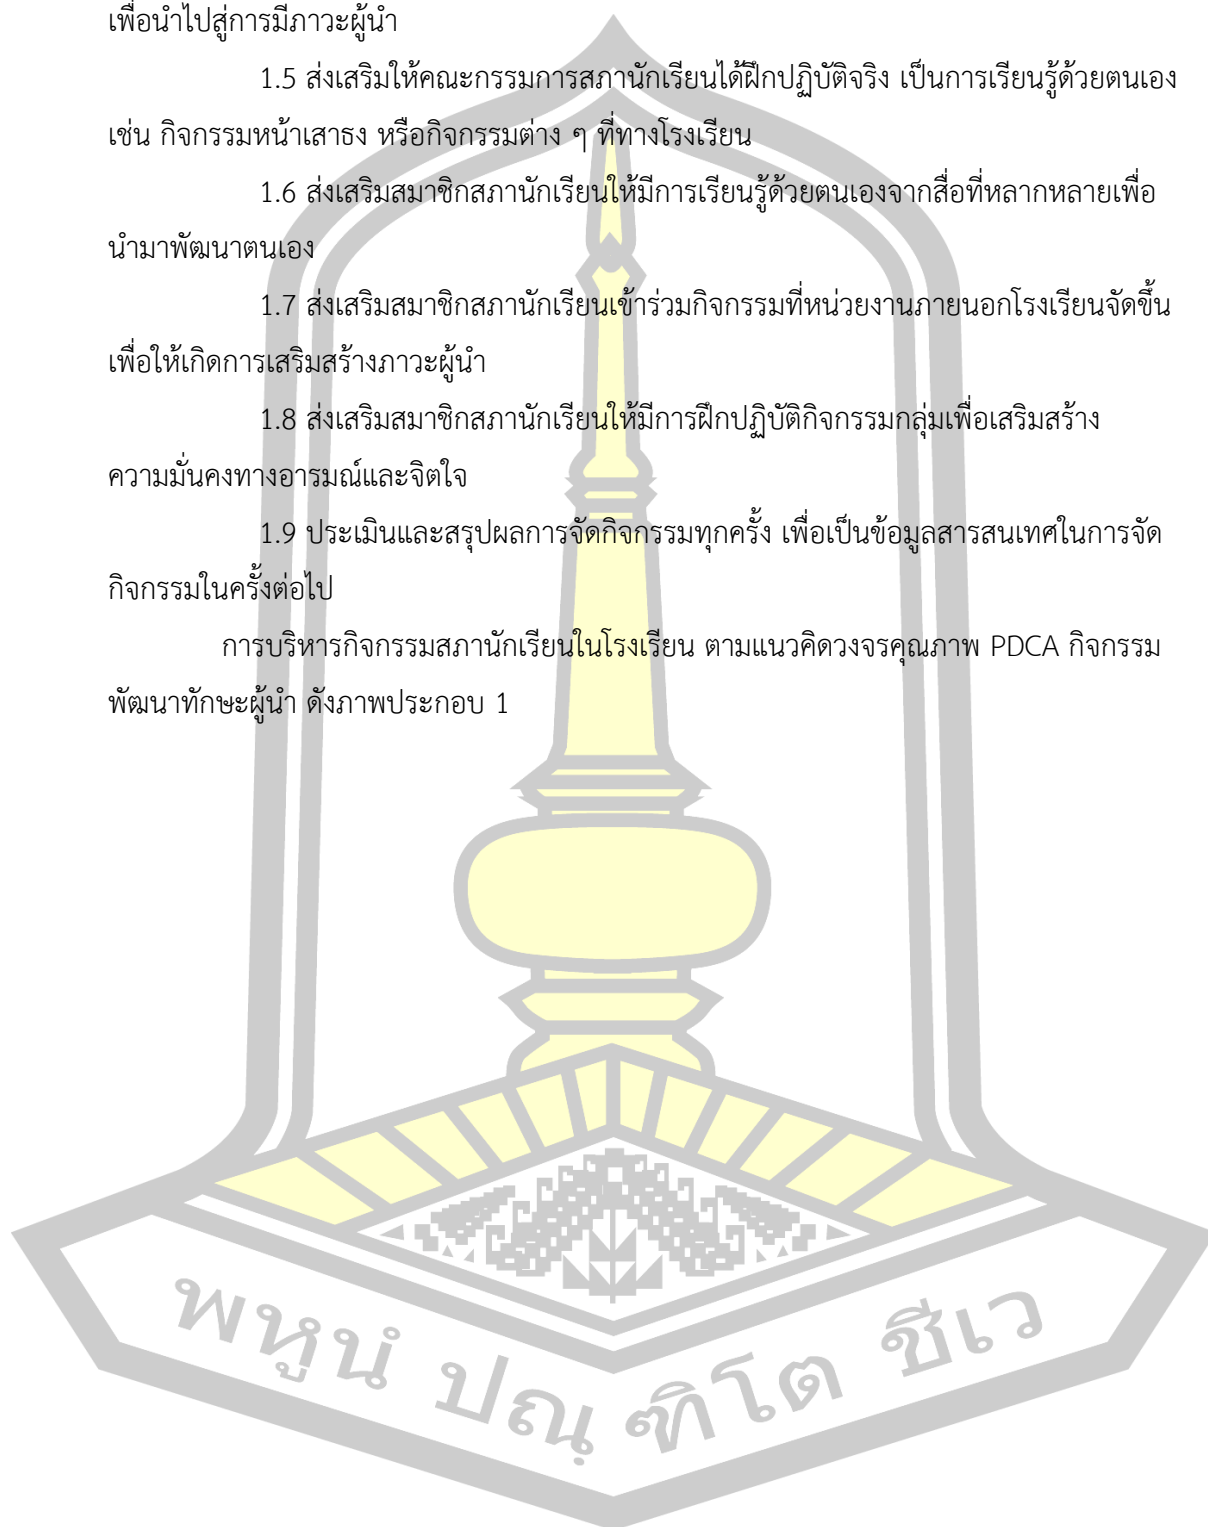 เพื่อนำไปสู่การมีภาวะผู้นำ
1.5 ส่งเสริมให้คณะกรรมการสภานักเรียนได้ฝึกปฏิบัติจริง เป็นการเรียนรู้ด้วยตนเอง
เช่น กิจกรรมหน้าเสาธง หรือกิจกรรมต่าง ๆ ที่ทางโรงเรียน
1.6 ส่งเสริมสมาชิกสภานักเรียนให้มีการเรียนรู้ด้วยตนเองจากสื่อที่หลากหลายเพื่อ
นำมาพัฒนาตนเอง
1.7 ส่งเสริมสมาชิกสภานักเรียนเข้าร่วมกิจกรรมที่หน่วยงานภายนอกโรงเรียนจัดขึ้น
เพื่อให้เกิดการเสริมสร้างภาวะผู้นำ
1.8 ส่งเสริมสมาชิกสภานักเรียนให้มีการฝึกปฏิบัติกิจกรรมกลุ่มเพื่อเสริมสร้าง
ความมั่นคงทางอารมณ์และจิตใจ
1.9 ประเมินและสรุปผลการจัดกิจกรรมทุกครั้ง เพื่อเป็นข้อมูลสารสนเทศในการจัด
กิจกรรมในครั้งต่อไป
การบริหารกิจกรรมสภานักเรียนในโรงเรียน ตามแนวคิดวงจรคุณภาพ PDCA กิจกรรม
พัฒนาทักษะผู้นำ ดังภาพประกอบ 1
พหูนํ ปณฺฑิโต ชีเว